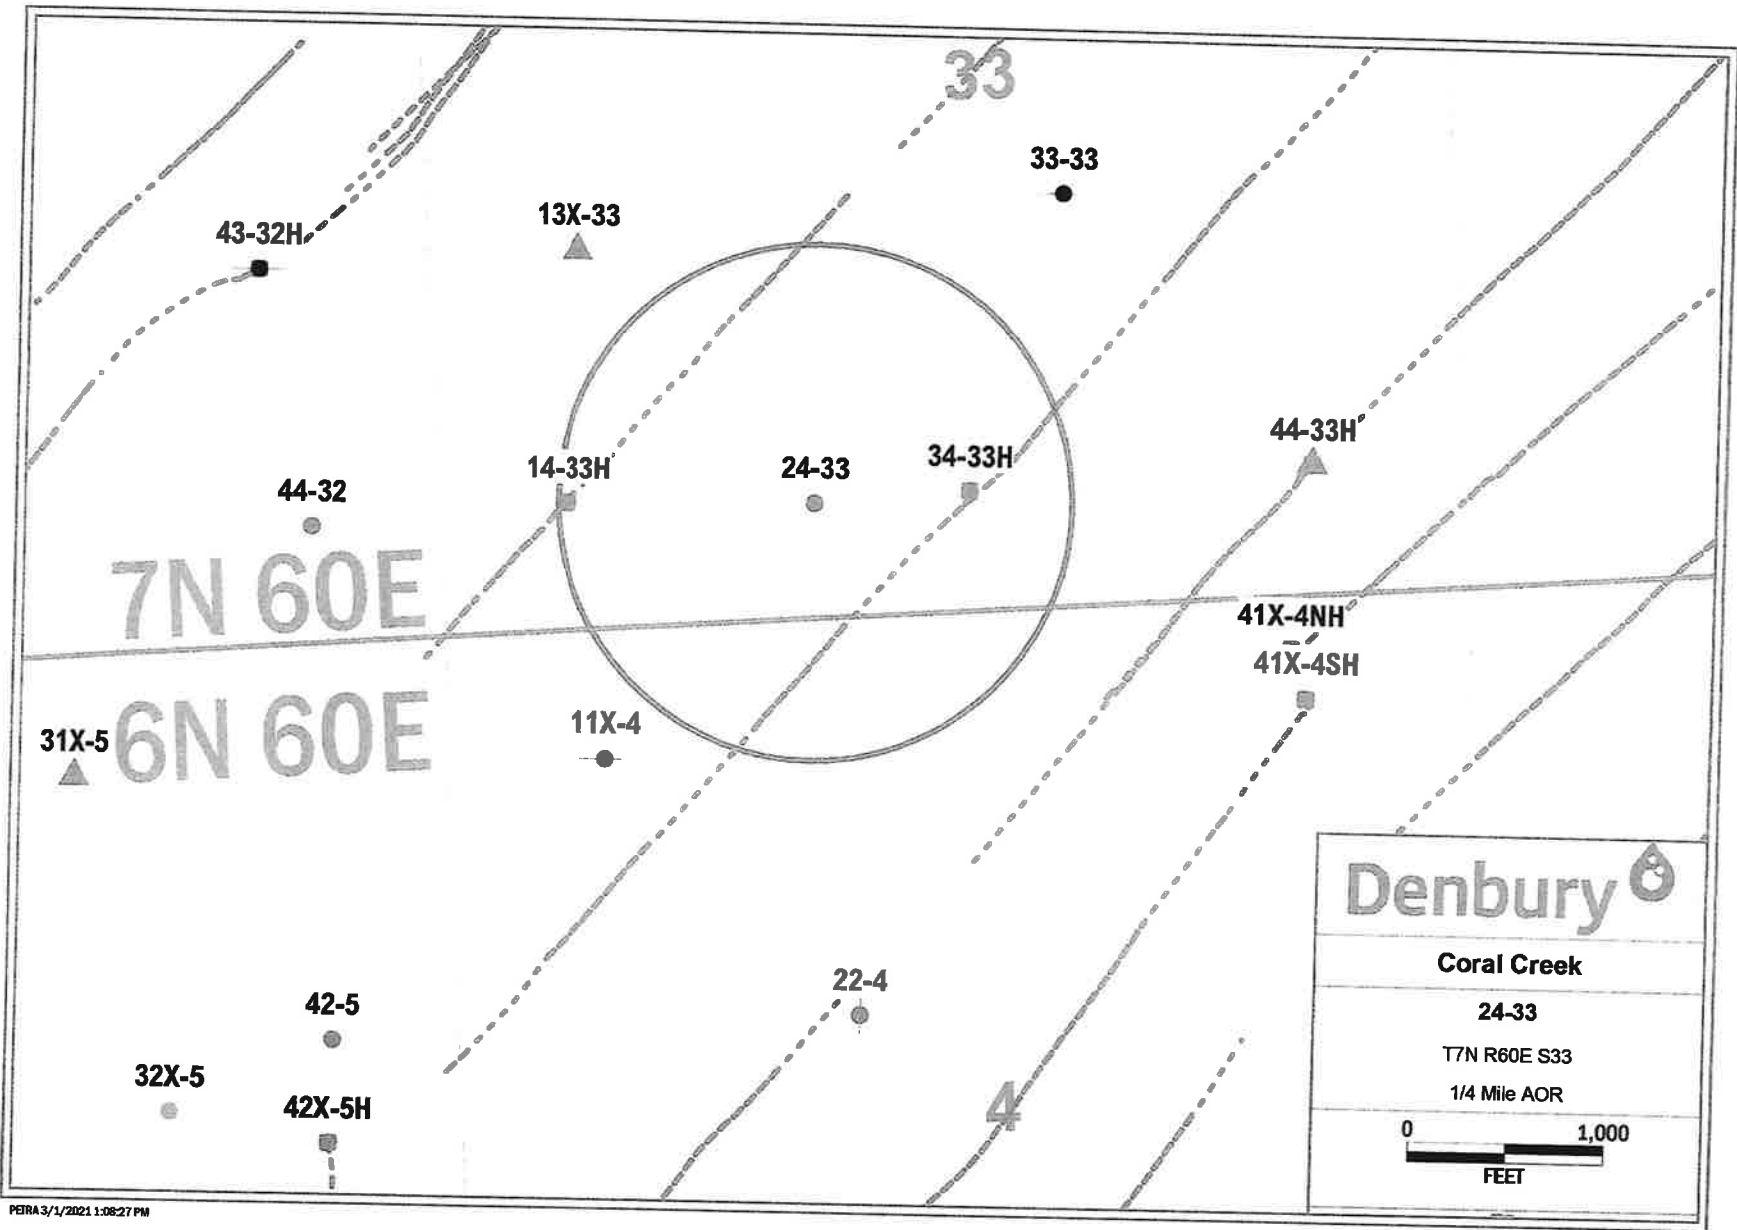 33
33-33
13X-33
43-32H
14-33H
24-33
34-33H
44-33H
44-32
7N 60E
41X-4NH
41X-4SH
6N 60E
31X-5
11X-4
22-4
42-5
32X-5
42X-5H
4
Denbury
Coral Creek
24-33
T7N R60E S33
1/4 Mile AOR
0 1,000
FEET
PETRA 3/1/2021 1:08:27 PM